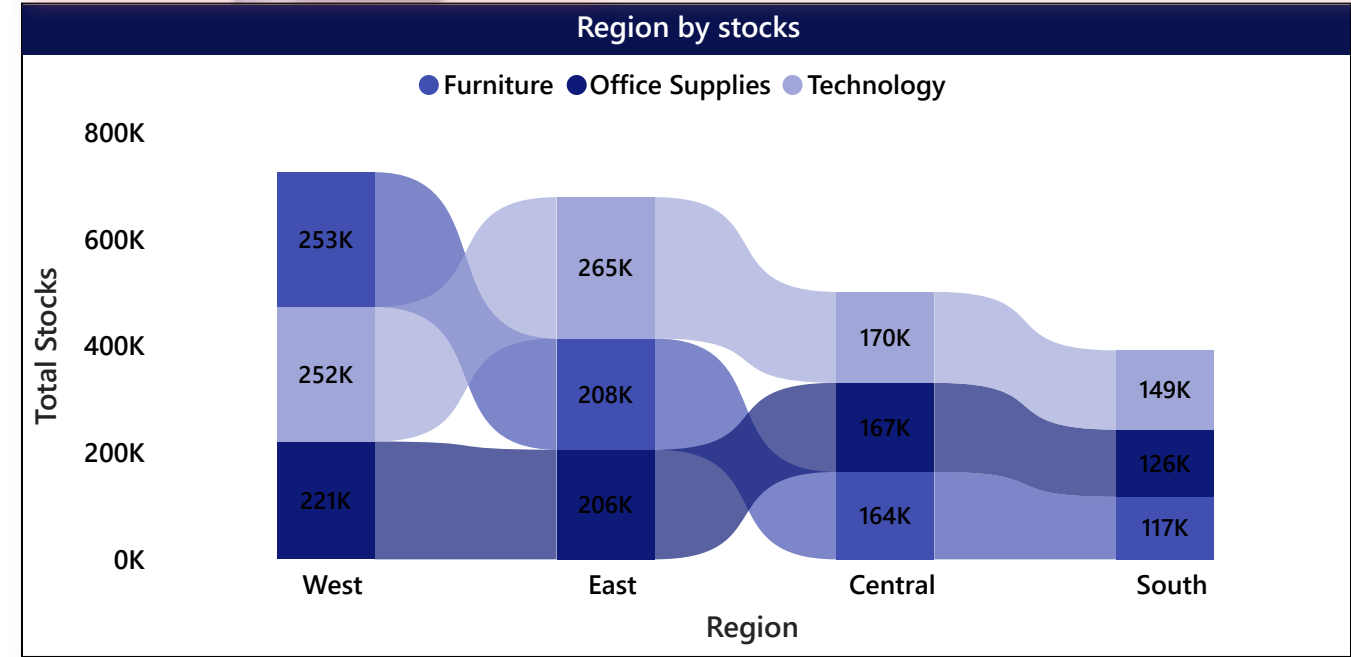 Region by stocks
Furniture Office Supplies Technology
800K
600K
400K
200K
0K
Total Stocks
253K
252K
221K
265K
208K
206K
170K
167K
164K
149K
126K
117K
West East Central South
Region